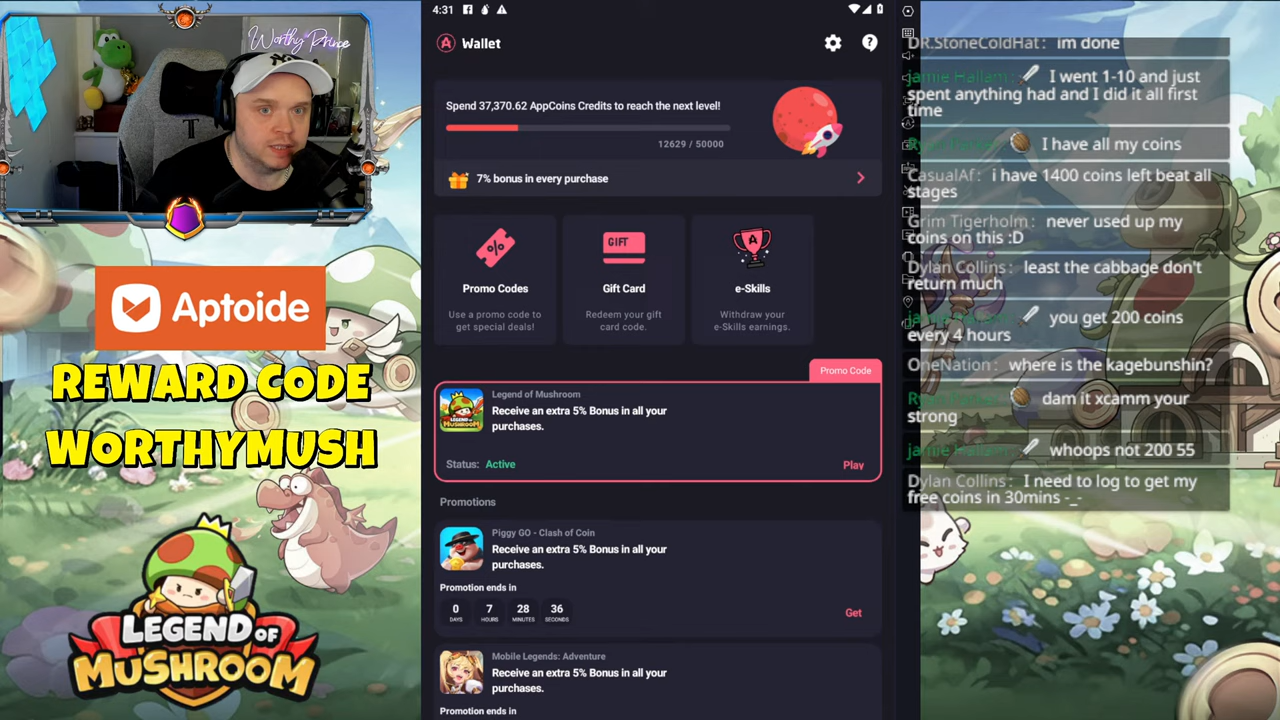 Worthy Prince
Aptoide
REWARD CODE
WORTHYMUSH
LEGEND OF
MUSHROOM
4:31
Wallet
Spend 37,370.62 AppCoins Credits to reach the next level!
12629 / 50000
7% bonus in every purchase
%
GIFT
A
Promo Codes
Gift Card
e-Skills
Use a promo code to
get special deals!
Redeem your gift
card code.
Withdraw your
e-Skills earnings.
Promo Code
Legend of Mushroom
Receive an extra 5% Bonus in all your
purchases.
Status: Active
Play
Promotions
Piggy GO - Clash of Coin
Receive an extra 5% Bonus in all your
purchases.
Promotion ends in
0 7 28 36
DAYS HOURS MINUTES SECONDS
Get
Mobile Legends: Adventure
Receive an extra 5% Bonus in all your
purchases.
Promotion ends in
DR.StoneColdHat: im done
jamie Hallam: I went 1-10 and just
spent anything had and I did it all first
time
I have all my coins
CasualAf: i have 1400 coins left beat all
stages
Grim Tigerholm: never used up my
coins on this :D
Dylan Collins: least the cabbage don't
return much
you get 200 coins
every 4 hours
OneNation: where is the kagebunshin?
dam it xcamm your
strong
jamie Hallam: whoops not 200 55
Dylan Collins: I need to log to get my
free coins in 30mins -_-